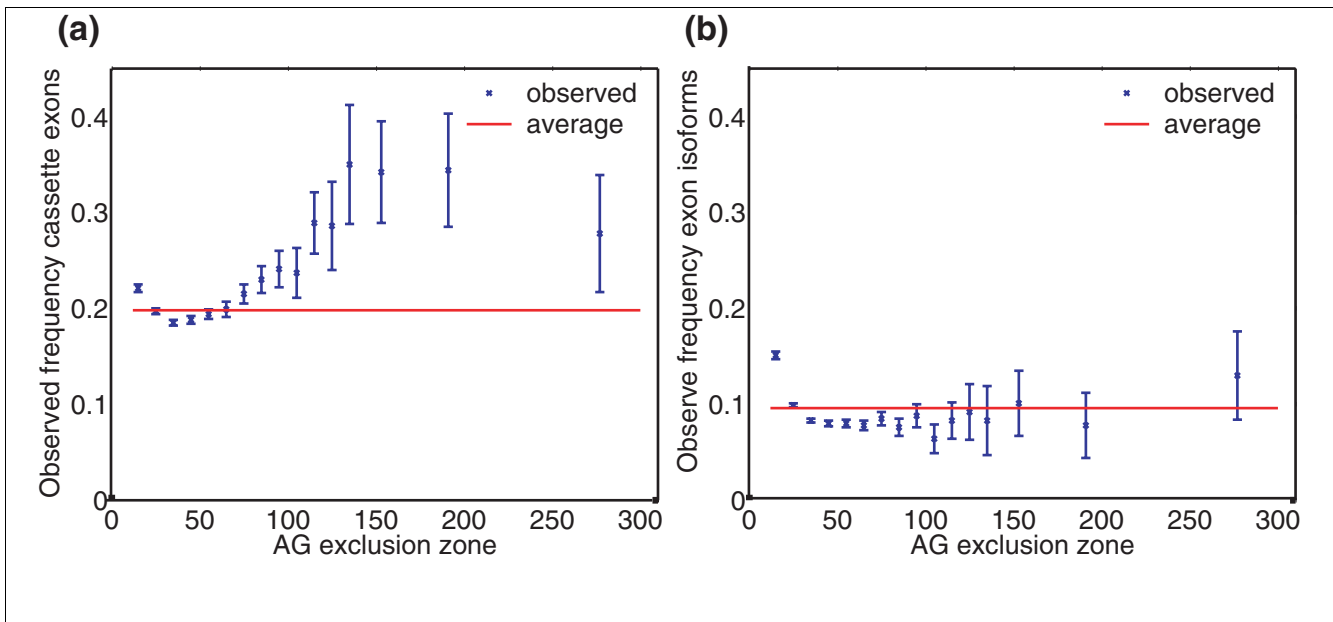 (a)
Observed frequency cassette exons
0.4
0.3
0.2
0.1
0
observed
average
0 50 100 150 200 250 300
AG exclusion zone
(b)
Observe frequency exon isoforms
0.4
0.3
0.2
0.1
0
observed
average
0 50 100 150 200 250 300
AG exclusion zone